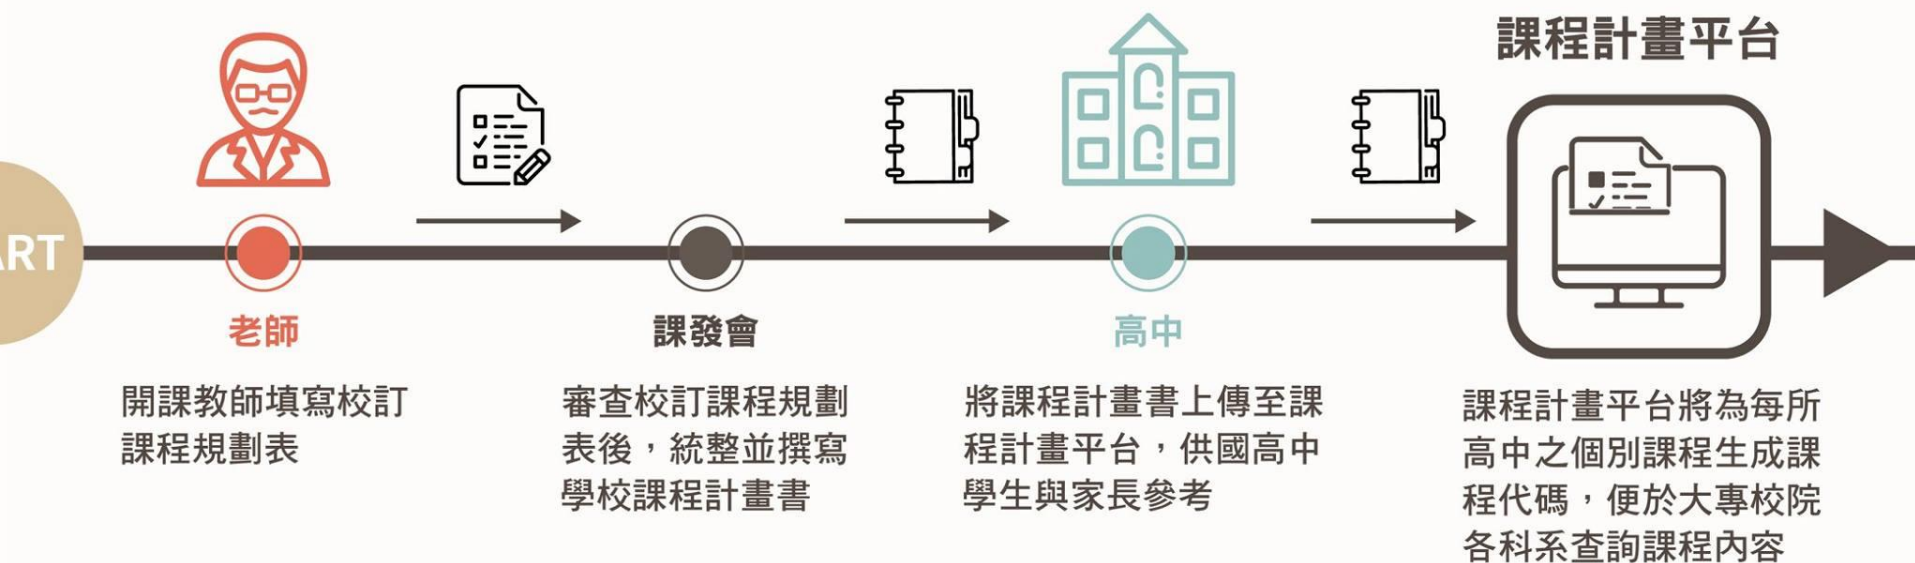 課程計畫平台
ART
老師
開課教師填寫校訂
課程規劃表
課發會
審查校訂課程規劃
表後，統整並撰寫
學校課程計畫書
高中
將課程計畫書上傳至課
程計畫平台，供國高中
學生與家長參考
課程計畫平台將為每所
高中之個別課程生成課
程代碼，便於大專校院
各科系查詢課程內容